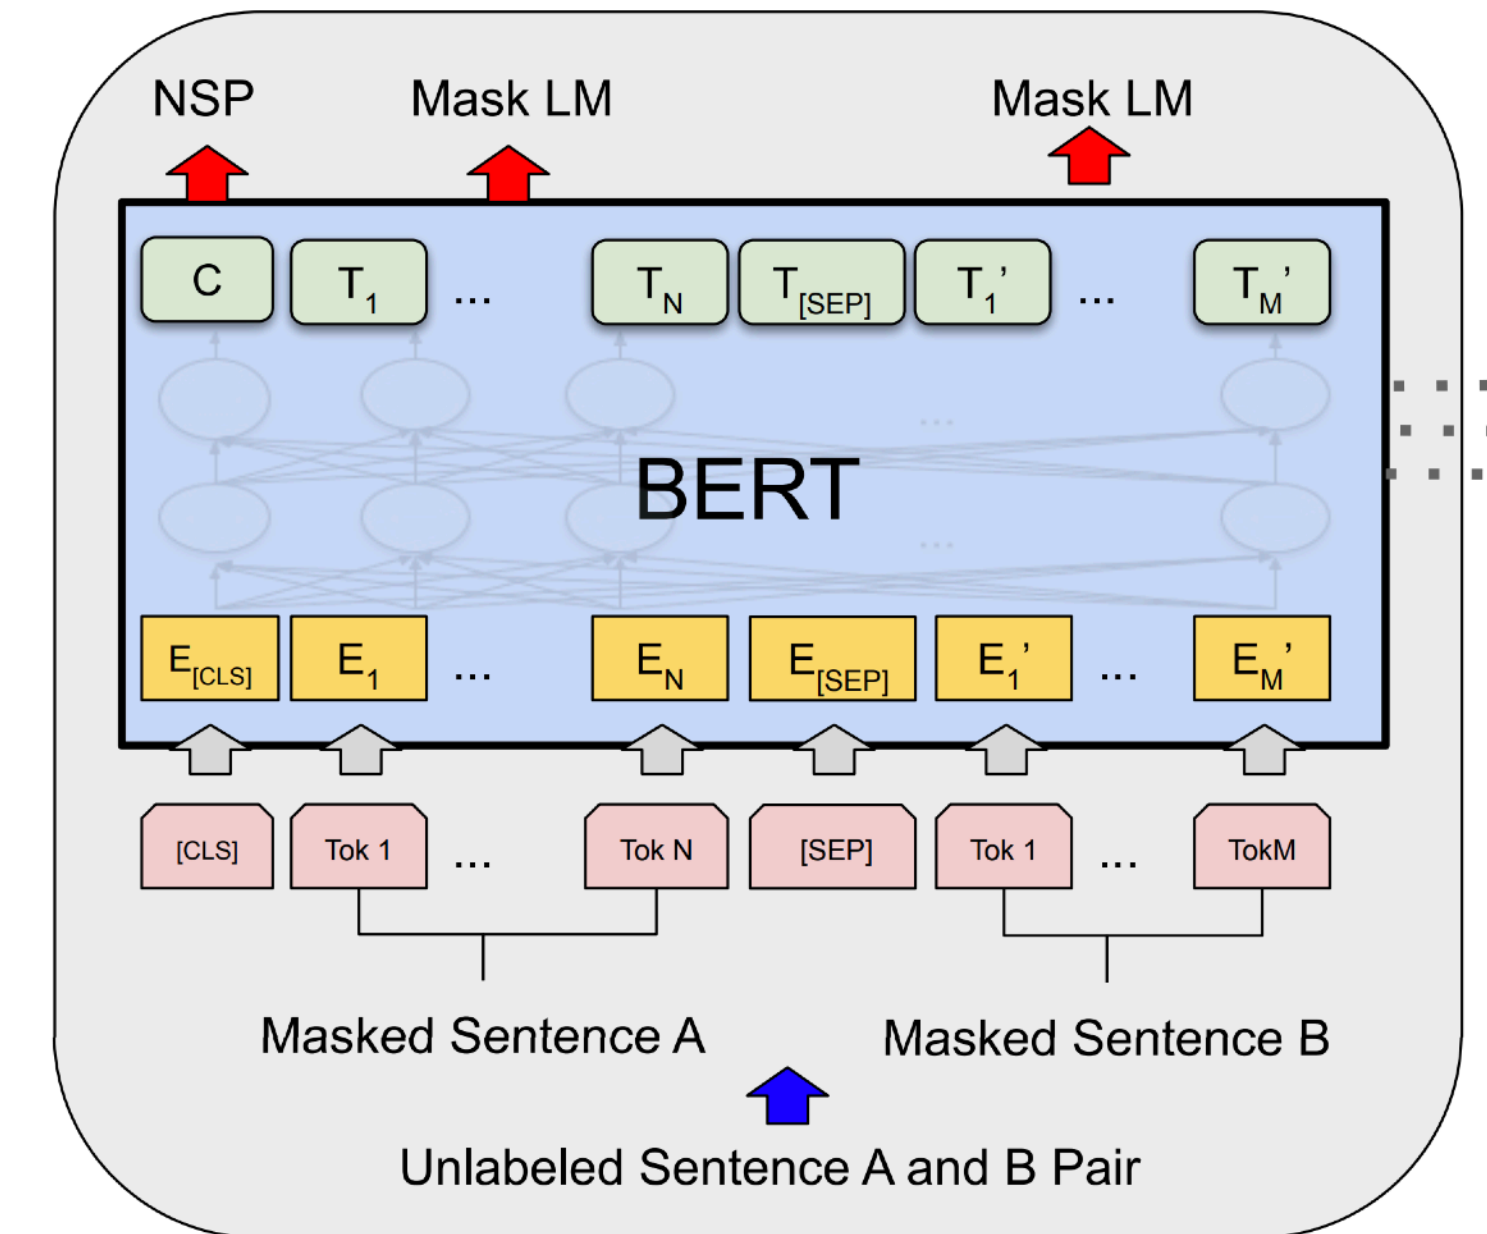 NSP Mask LM Mask LM
C T1 ... TN T[SEP] T1’ ... TM’
...
BERT
...
E[CLS] E1 ... EN E[SEP] E1’ ... EM’
[CLS] Tok 1 ... Tok N [SEP] Tok 1 ... TokM
Masked Sentence A Masked Sentence B
Unlabeled Sentence A and B Pair